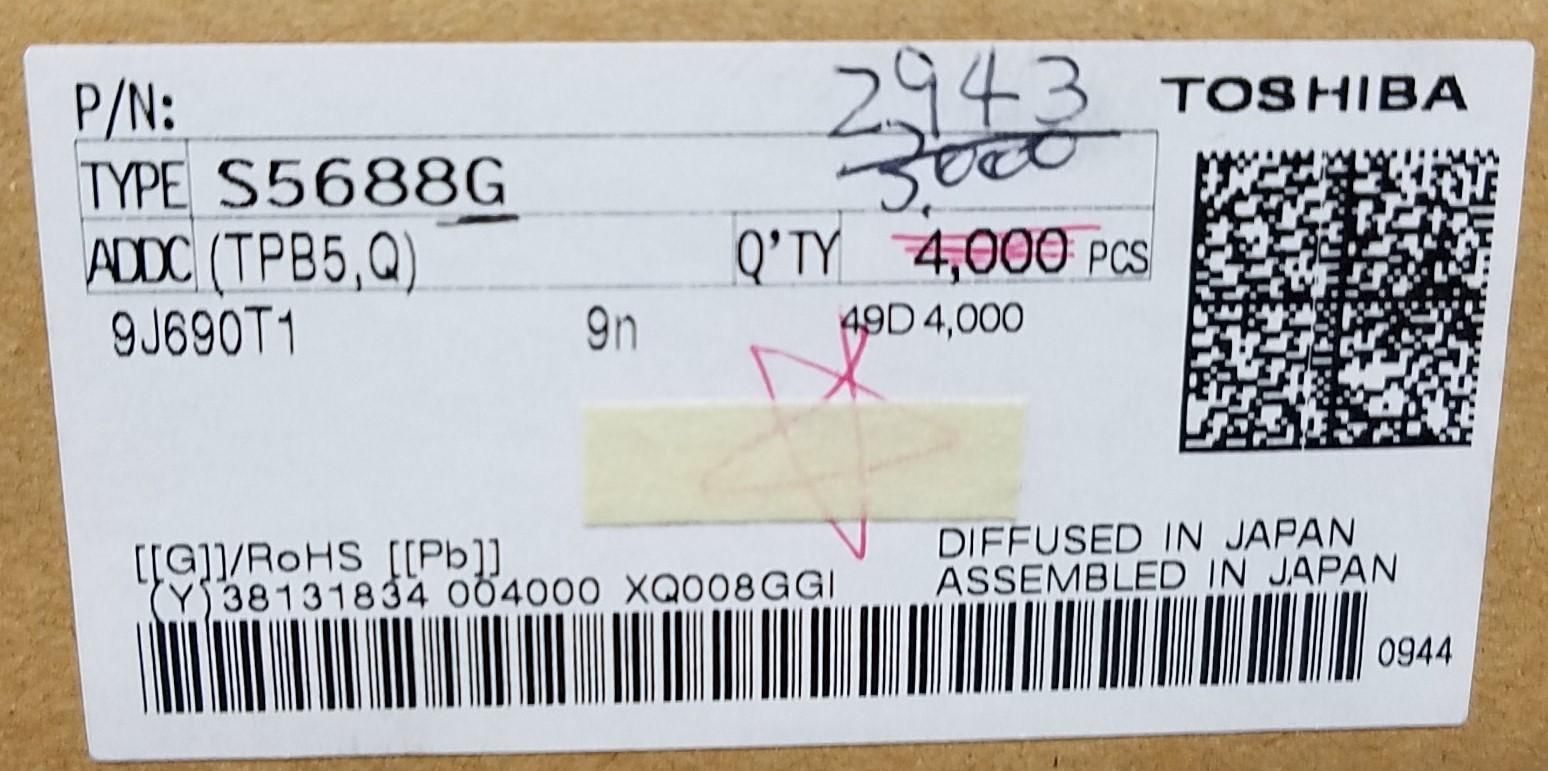 P/N:
2943
TOSHIBA
TYPE S5688G
3000
ADDC (TPB5,Q) Q'TY 4,000 PCS
9J690T1 9n 49D 4,000
[[G]]/RoHS [[Pb]]
DIFFUSED IN JAPAN
(Y)38131834 004000 XQ008GGI
ASSEMBLED IN JAPAN
0944